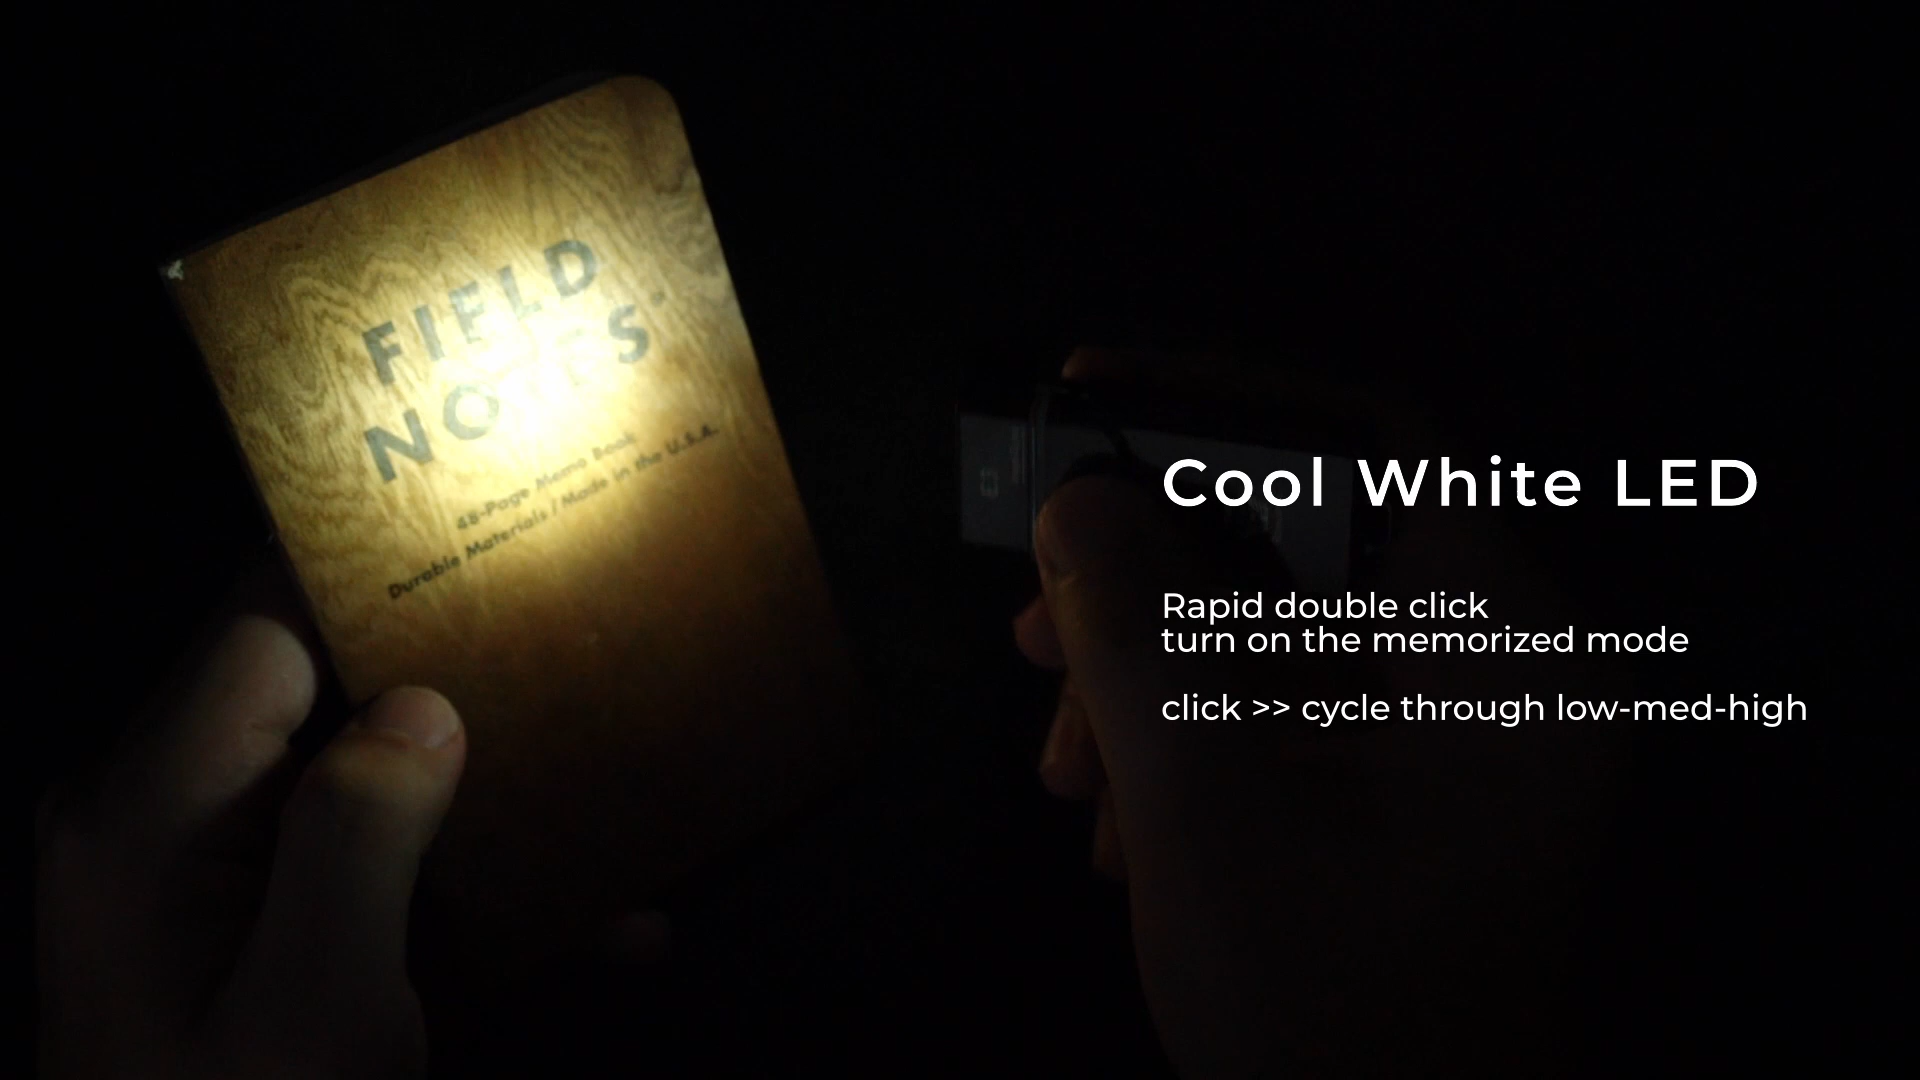 FIELD
NOTES
48-Page Memo Book
Durable Materials / Made in the U.S.A.
Cool White LED
Rapid double click
turn on the memorized mode
click >> cycle through low-med-high